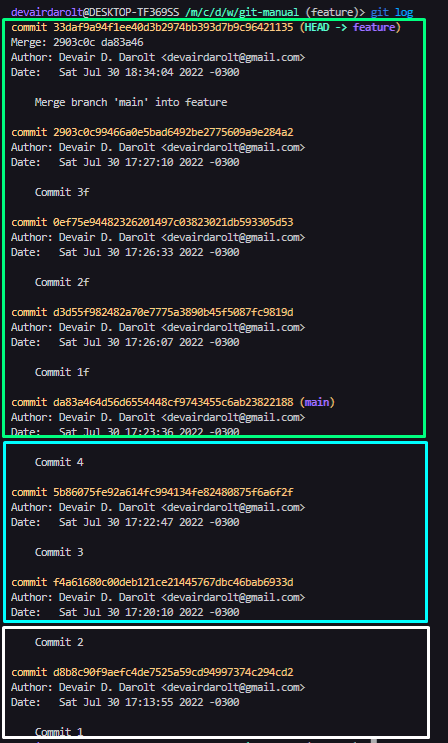 devairdarolt@DESKTOP-TF369SS /m/c/d/w/git-manual (feature)> git log
commit 33daf9a94f1ee40d3b2974bb393d7b9c96421135 (HEAD -> feature)
Merge: 2903c0c da83a46
Author: Devair D. Darolt <devairdarolt@gmail.com>
Date:   Sat Jul 30 18:34:04 2022 -0300
Merge branch 'main' into feature
commit 2903c0c99466a0e5bad6492be2775609a9e284a2
Author: Devair D. Darolt <devairdarolt@gmail.com>
Date:   Sat Jul 30 17:27:10 2022 -0300
Commit 3f
commit 0ef75e94482326201497c03823021db593305d53
Author: Devair D. Darolt <devairdarolt@gmail.com>
Date:   Sat Jul 30 17:26:33 2022 -0300
Commit 2f
commit d3d55f982482a70e7775a3890b45f5087fc9819d
Author: Devair D. Darolt <devairdarolt@gmail.com>
Date:   Sat Jul 30 17:26:07 2022 -0300
Commit 1f
commit da83a464d56d6554448cf9743455c6ab23822188 (main)
Author: Devair D. Darolt <devairdarolt@gmail.com>
Date:   Sat Jul 30 17:23:36 2022 -0300
Commit 4
commit 5b86075fe92a614fc994134fe82480875f6a6f2f
Author: Devair D. Darolt <devairdarolt@gmail.com>
Date:   Sat Jul 30 17:22:47 2022 -0300
Commit 3
commit f4a61680c00deb121ce21445767dbc46bab6933d
Author: Devair D. Darolt <devairdarolt@gmail.com>
Date:   Sat Jul 30 17:20:10 2022 -0300
Commit 2
commit d8b8c90f9aefc4de7525a59cd94997374c294cd2
Author: Devair D. Darolt <devairdarolt@gmail.com>
Date:   Sat Jul 30 17:13:55 2022 -0300
Commit 1